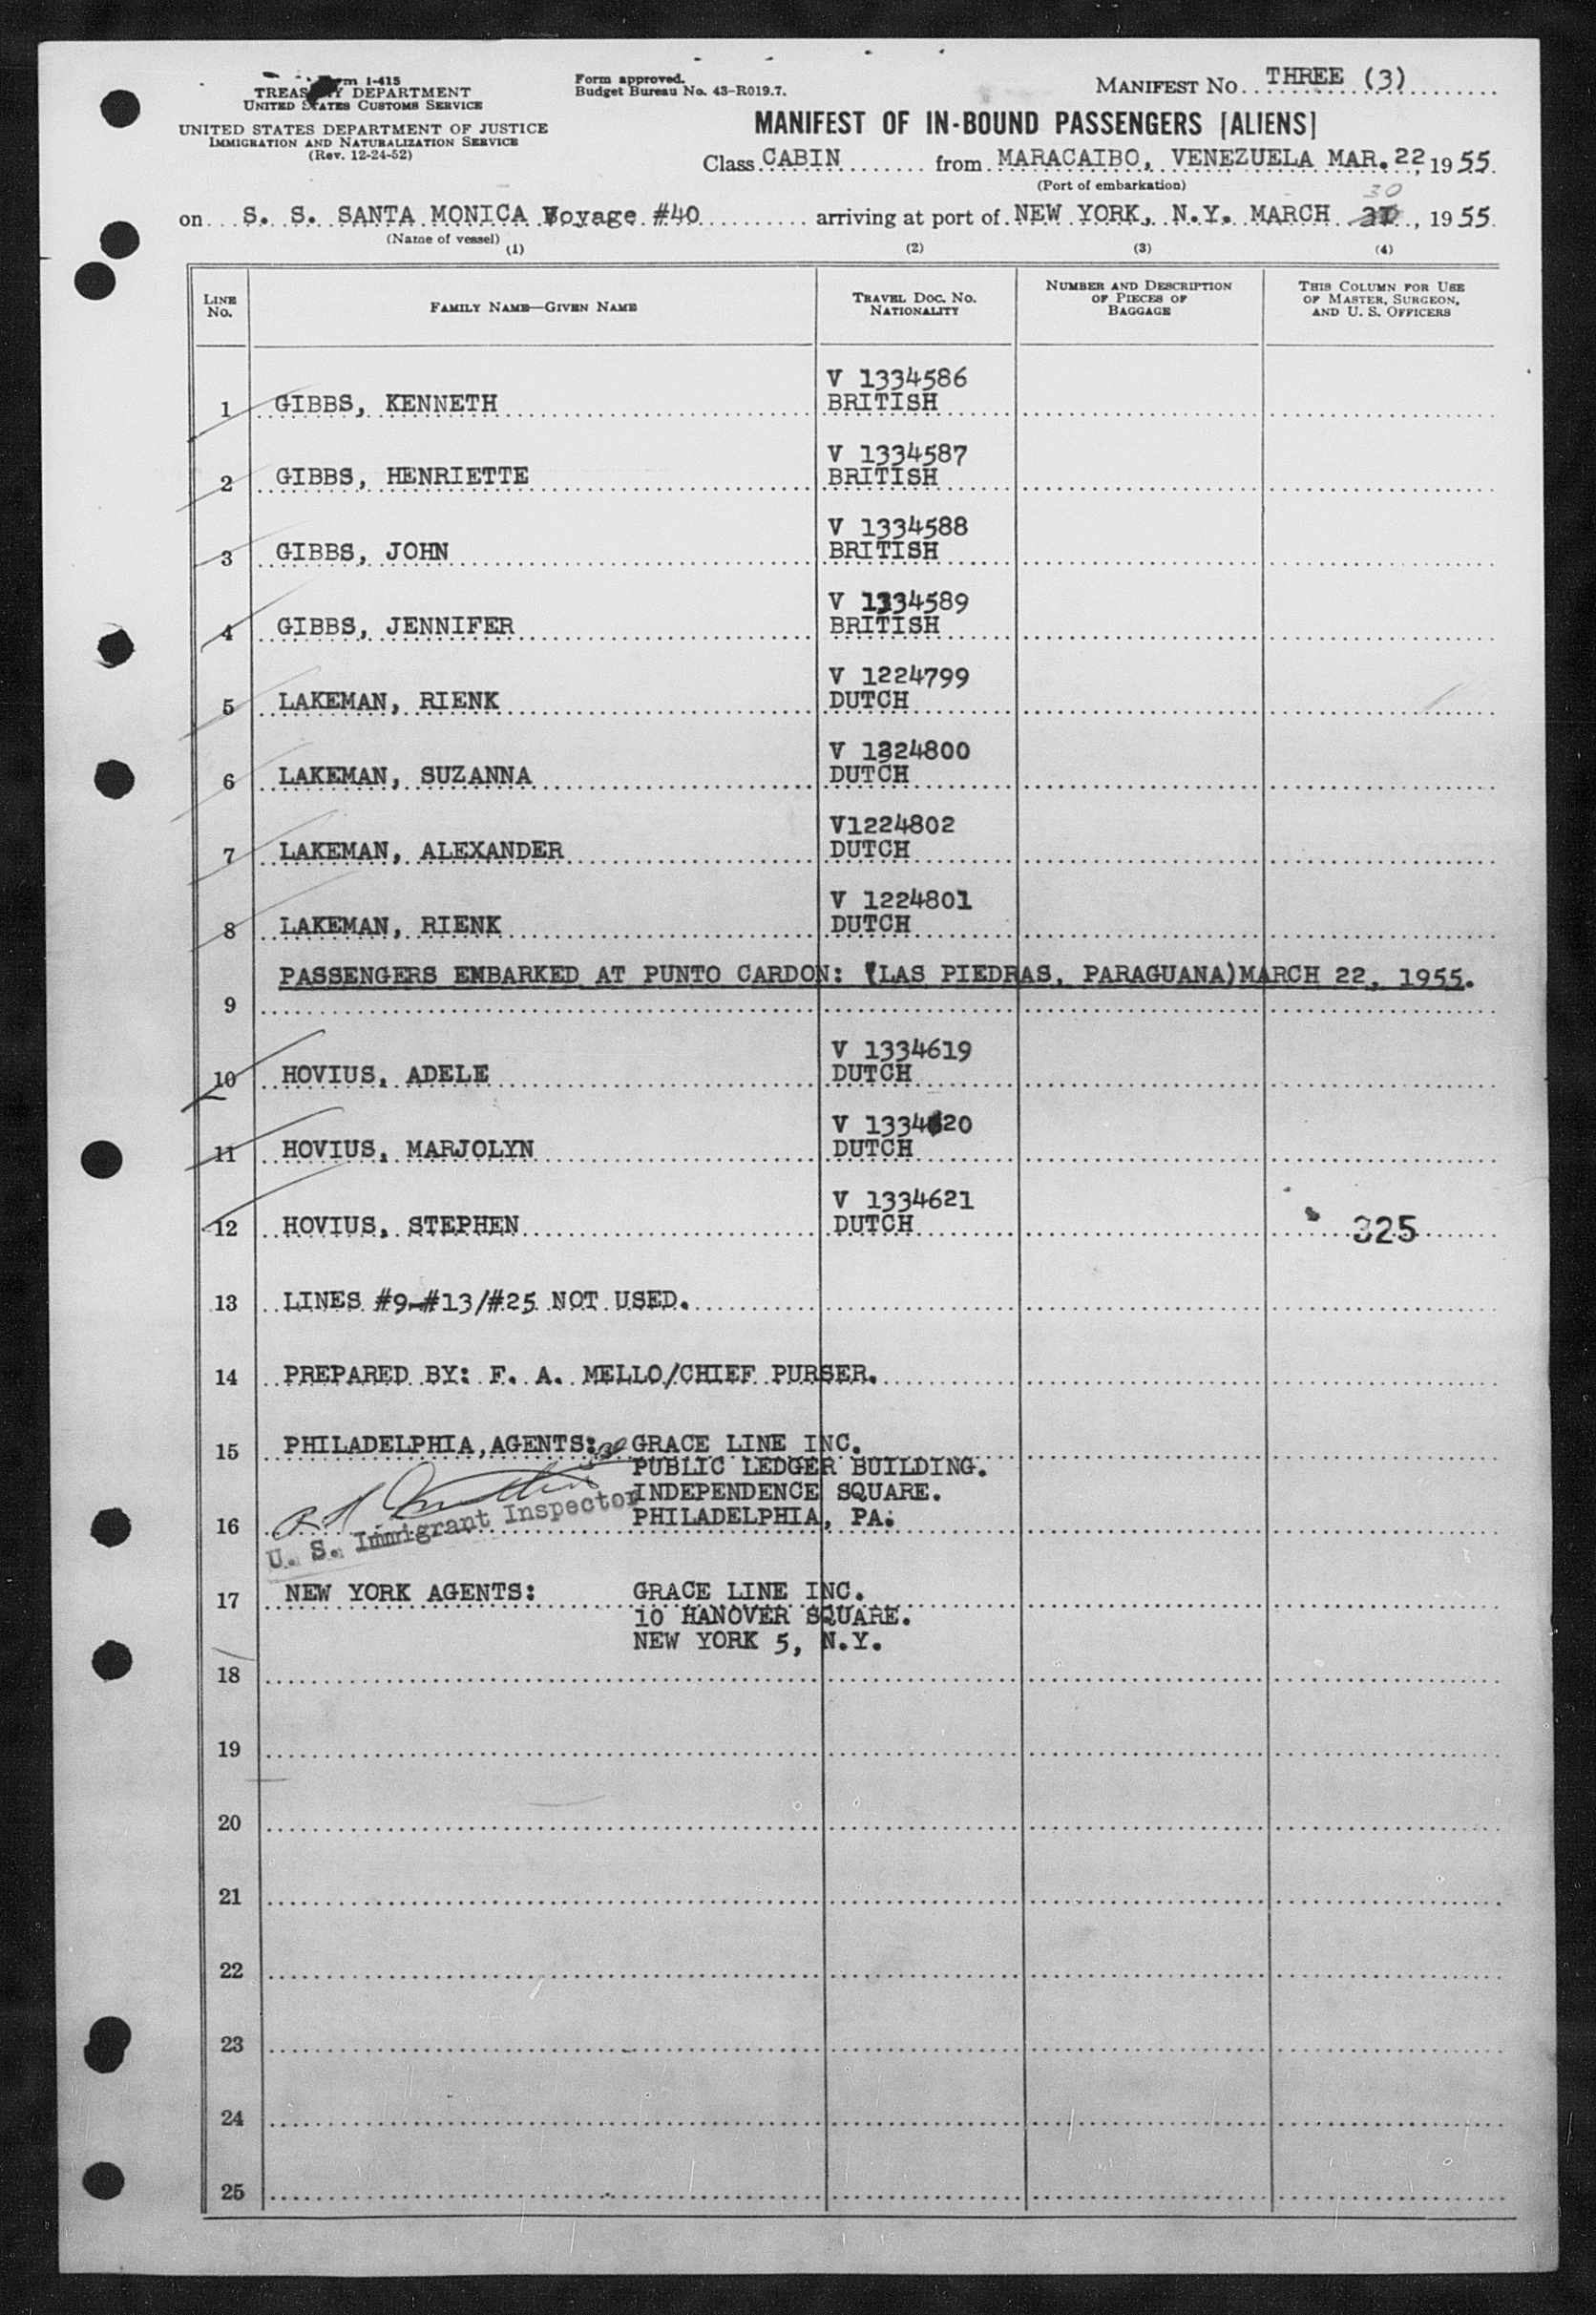 Form I-415
TREASURY DEPARTMENT
UNITED STATES CUSTOMS SERVICE
UNITED STATES DEPARTMENT OF JUSTICE
IMMIGRATION AND NATURALIZATION SERVICE
(Rev. 12-24-52)
Form approved.
Budget Bureau No. 43-R019.7.
MANIFEST NO. THREE (3)
MANIFEST OF IN-BOUND PASSENGERS [ALIENS]
Class CABIN from MARACAIBO, VENEZUELA MAR. 22, 1955.
(Port of embarkation)
30
on S. S. SANTA MONICA Voyage #40 arriving at port of NEW YORK, N.Y. MARCH , 1955.
(Name of vessel)
(1) (2) (3) (4)
LINE NO. FAMILY NAME—GIVEN NAME TRAVEL DOC. NO. NATIONALITY NUMBER AND DESCRIPTION OF PIECES OF BAGGAGE THIS COLUMN FOR USE OF MASTER, SURGEON, AND U. S. OFFICERS
V 1334586
1 GIBBS, KENNETH BRITISH
V 1334587
2 GIBBS, HENRIETTE BRITISH
V 1334588
3 GIBBS, JOHN BRITISH
V 1334589
4 GIBBS, JENNIFER BRITISH
V 1224799
5 LAKEMAN, RIENK DUTCH
V 1224800
6 LAKEMAN, SUZANNA DUTCH
V1224802
7 LAKEMAN, ALEXANDER DUTCH
V 1224801
8 LAKEMAN, RIENK DUTCH
PASSENGERS EMBARKED AT PUNTO CARDON: (LAS PIEDRAS, PARAGUANA)MARCH 22, 1955.
9
V 1334619
10 HOVIUS, ADELE DUTCH
V 1334620
11 HOVIUS, MARJOLYN DUTCH
V 1334621
12 HOVIUS, STEPHEN DUTCH 325
13 LINES #9-#13/#25 NOT USED.
14 PREPARED BY: F. A. MELLO/CHIEF PURSER.
15 PHILADELPHIA,AGENTS: GRACE LINE INC.
PUBLIC LEDGER BUILDING.
INDEPENDENCE SQUARE.
16 PHILADELPHIA, PA.
U. S. Immigrant Inspector
17 NEW YORK AGENTS: GRACE LINE INC.
10 HANOVER SQUARE.
NEW YORK 5, N.Y.
18
19
20
21
22
23
24
25